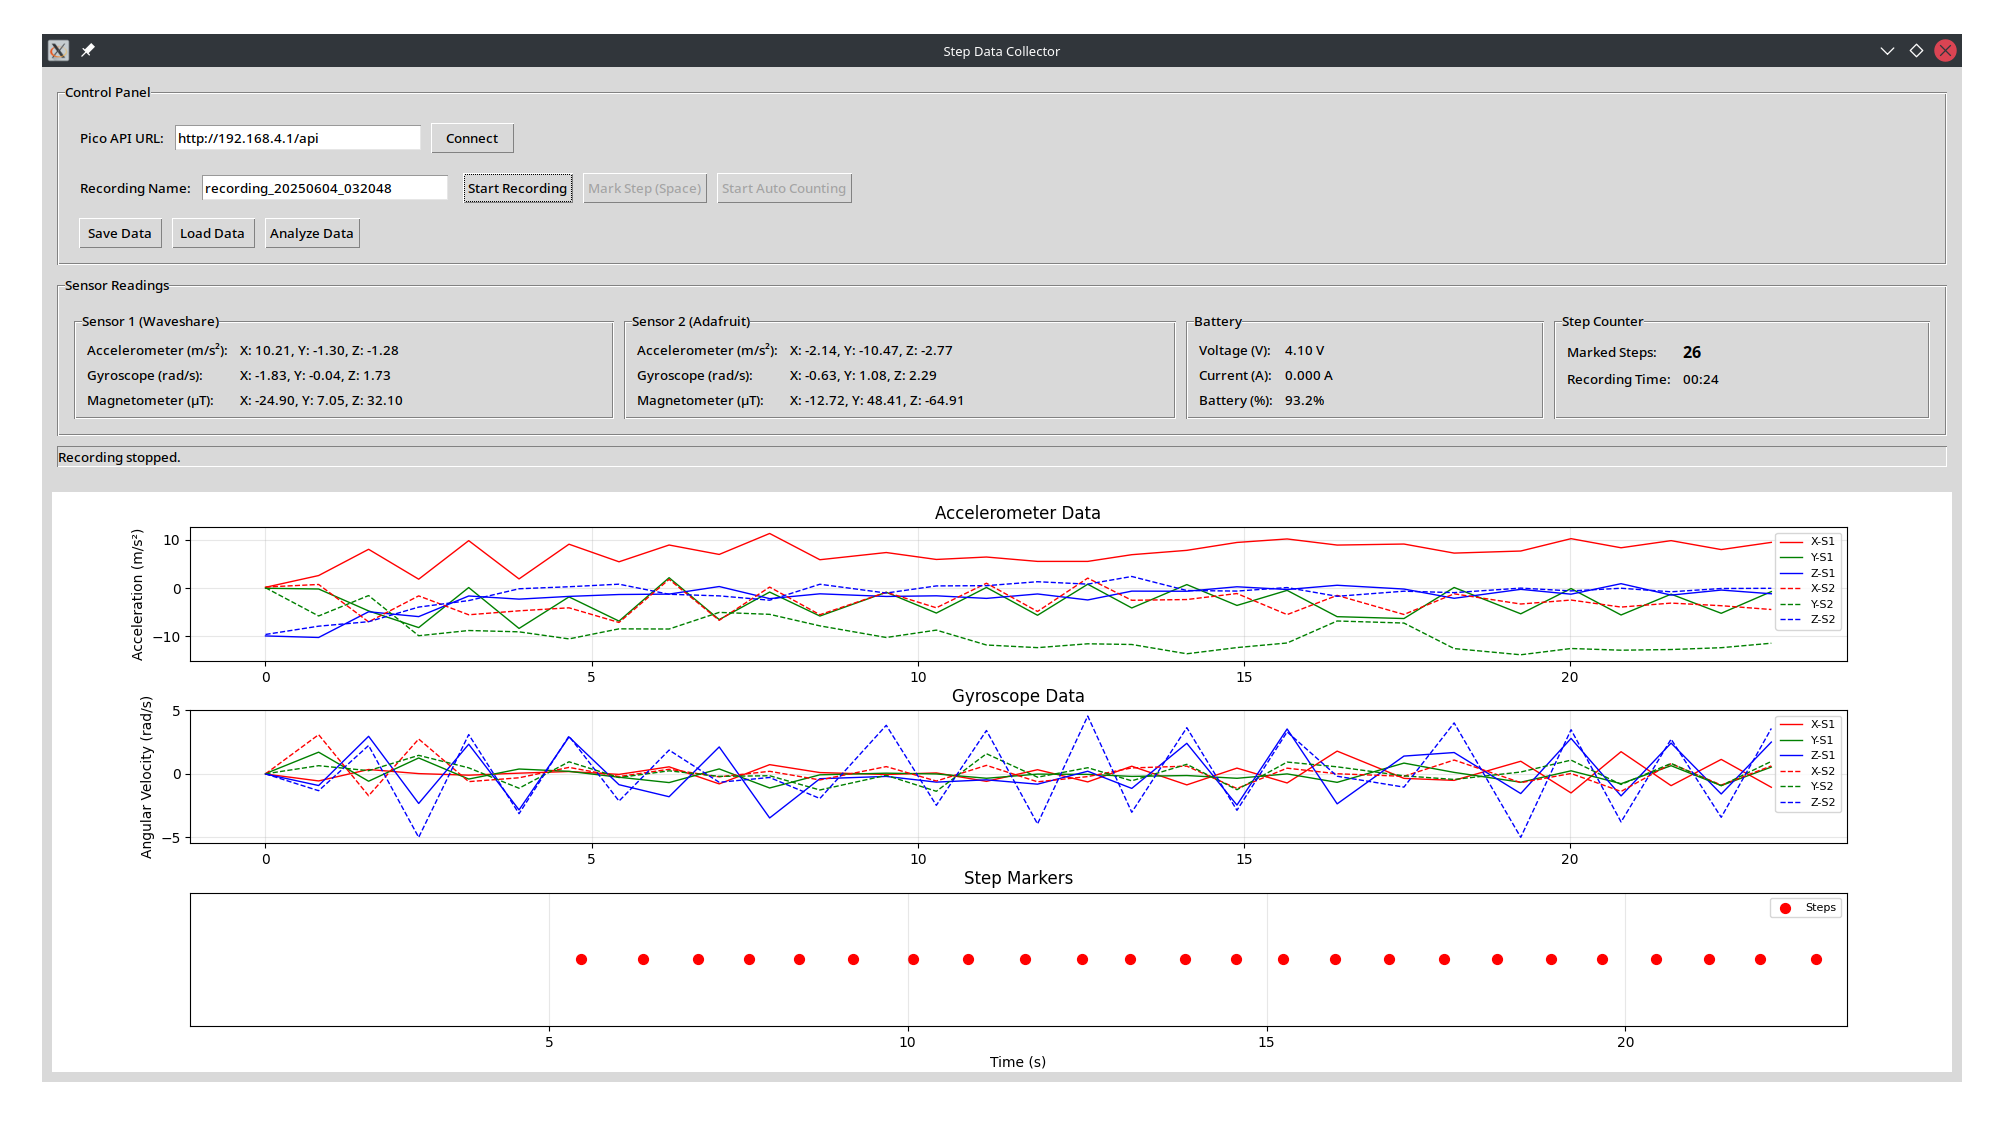 Step Data Collector
Control Panel
Pico API URL: http://192.168.4.1/api Connect
Recording Name: recording_20250604_032048 Start Recording Mark Step (Space) Start Auto Counting
Save Data Load Data Analyze Data
Sensor Readings
Sensor 1 (Waveshare)
Accelerometer (m/s²): X: 10.21, Y: -1.30, Z: -1.28
Gyroscope (rad/s): X: -1.83, Y: -0.04, Z: 1.73
Magnetometer (µT): X: -24.90, Y: 7.05, Z: 32.10
Sensor 2 (Adafruit)
Accelerometer (m/s²): X: -2.14, Y: -10.47, Z: -2.77
Gyroscope (rad/s): X: -0.63, Y: 1.08, Z: 2.29
Magnetometer (µT): X: -12.72, Y: 48.41, Z: -64.91
Battery
Voltage (V): 4.10 V
Current (A): 0.000 A
Battery (%): 93.2%
Step Counter
Marked Steps: 26
Recording Time: 00:24
Recording stopped.
Accelerometer Data
Acceleration (m/s²)
10
0
−10
X-S1
Y-S1
Z-S1
X-S2
Y-S2
Z-S2
0 5 10 15 20
Gyroscope Data
Angular Velocity (rad/s)
5
0
−5
X-S1
Y-S1
Z-S1
X-S2
Y-S2
Z-S2
0 5 10 15 20
Step Markers
Steps
5 10 15 20
Time (s)